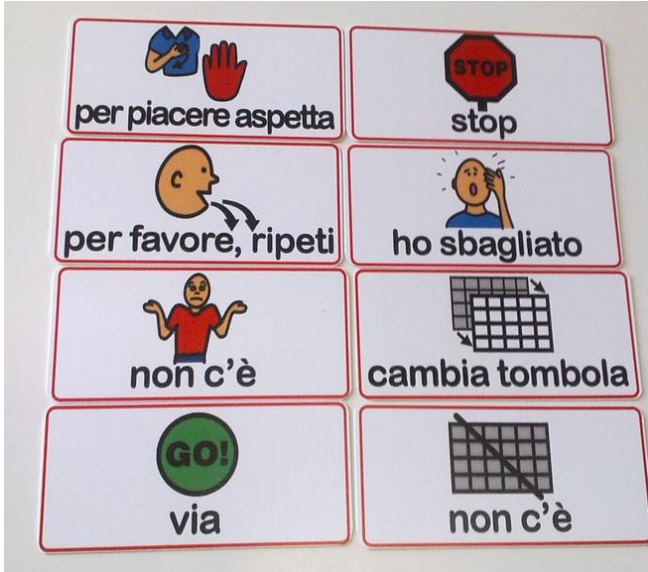 per piacere aspetta
STOP
stop
per favore, ripeti
ho sbagliato
non c'è
cambia tombola
GO!
via
non c'è